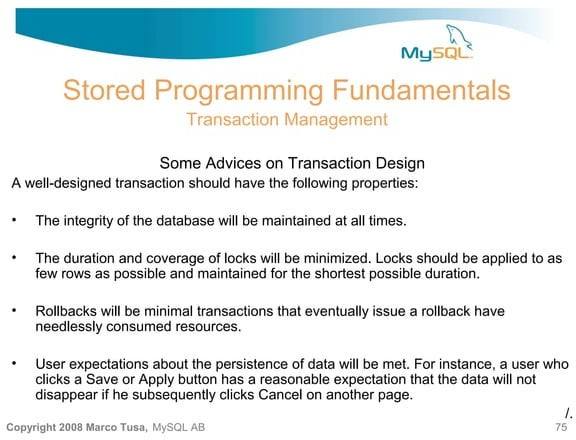 MySQL
Stored Programming Fundamentals
Transaction Management
Some Advices on Transaction Design
A well-designed transaction should have the following properties:
• The integrity of the database will be maintained at all times.
• The duration and coverage of locks will be minimized. Locks should be applied to as
few rows as possible and maintained for the shortest possible duration.
• Rollbacks will be minimal transactions that eventually issue a rollback have
needlessly consumed resources.
• User expectations about the persistence of data will be met. For instance, a user who
clicks a Save or Apply button has a reasonable expectation that the data will not
disappear if he subsequently clicks Cancel on another page.
/.
Copyright 2008 Marco Tusa, MySQL AB 75